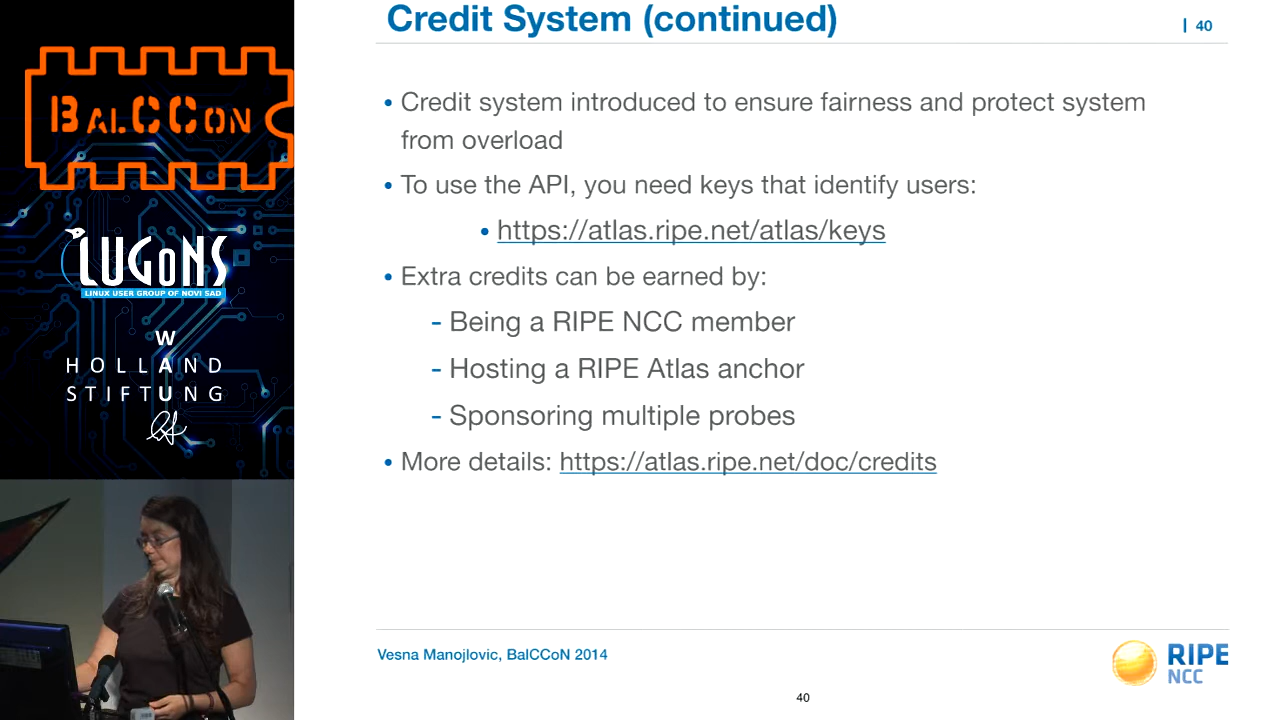 Credit System (continued)
| 40
BALCCON
LUGONS
LINUX USER GROUP OF NOVI SAD
W
HOLLAND
U
STIFTUNG
• Credit system introduced to ensure fairness and protect system
from overload
• To use the API, you need keys that identify users:
• https://atlas.ripe.net/atlas/keys
• Extra credits can be earned by:
- Being a RIPE NCC member
- Hosting a RIPE Atlas anchor
- Sponsoring multiple probes
• More details: https://atlas.ripe.net/doc/credits
Vesna Manojlovic, BalCCoN 2014
RIPE
NCC
40